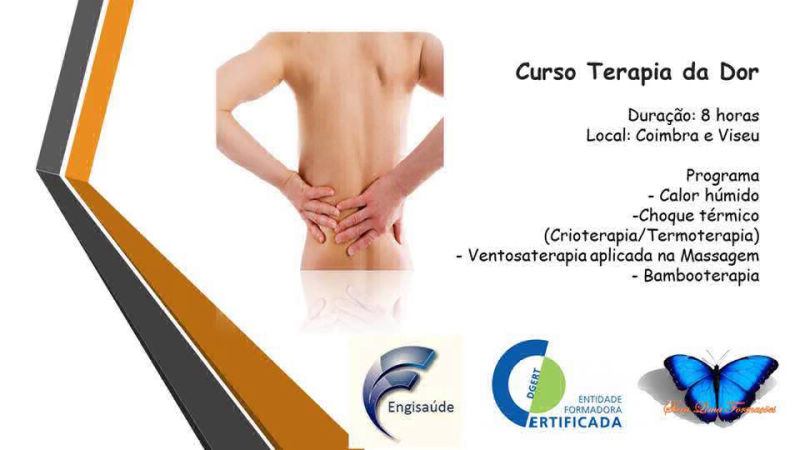 Curso Terapia da Dor
Duração: 8 horas
Local: Coimbra e Viseu
Programa
- Calor húmido
-Choque térmico
(Crioterapia/Termoterapia)
- Ventosaterapia aplicada na Massagem
- Bambooterapia
Engisaúde
DGERT
ENTIDADE
FORMADORA
CERTIFICADA
Formações